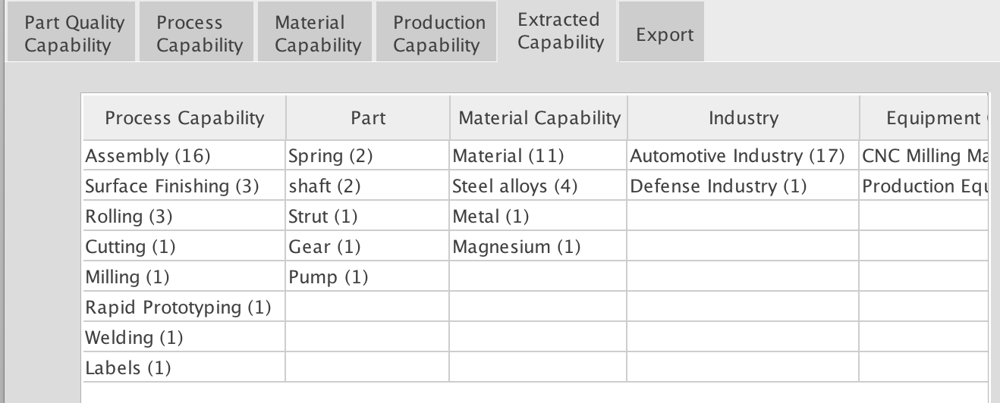 Part Quality
Capability
Process
Capability
Material
Capability
Production
Capability
Extracted
Capability
Export
Process Capability Part Material Capability Industry Equipment
Assembly (16) Spring (2) Material (11) Automotive Industry (17) CNC Milling Ma
Surface Finishing (3) shaft (2) Steel alloys (4) Defense Industry (1) Production Equ
Rolling (3) Strut (1) Metal (1)
Cutting (1) Gear (1) Magnesium (1)
Milling (1) Pump (1)
Rapid Prototyping (1)
Welding (1)
Labels (1)